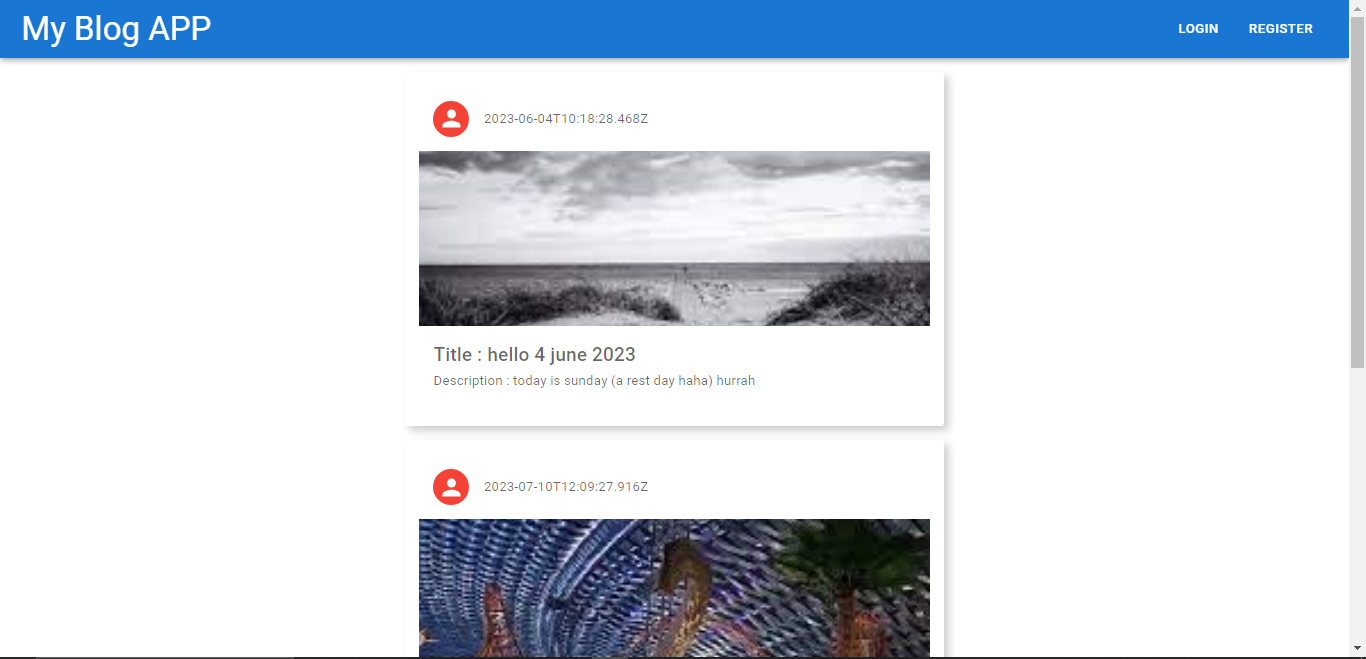 My Blog APP
LOGIN
REGISTER
2023-06-04T10:18:28.468Z
Title : hello 4 june 2023
Description : today is sunday (a rest day haha) hurrah
2023-07-10T12:09:27.916Z